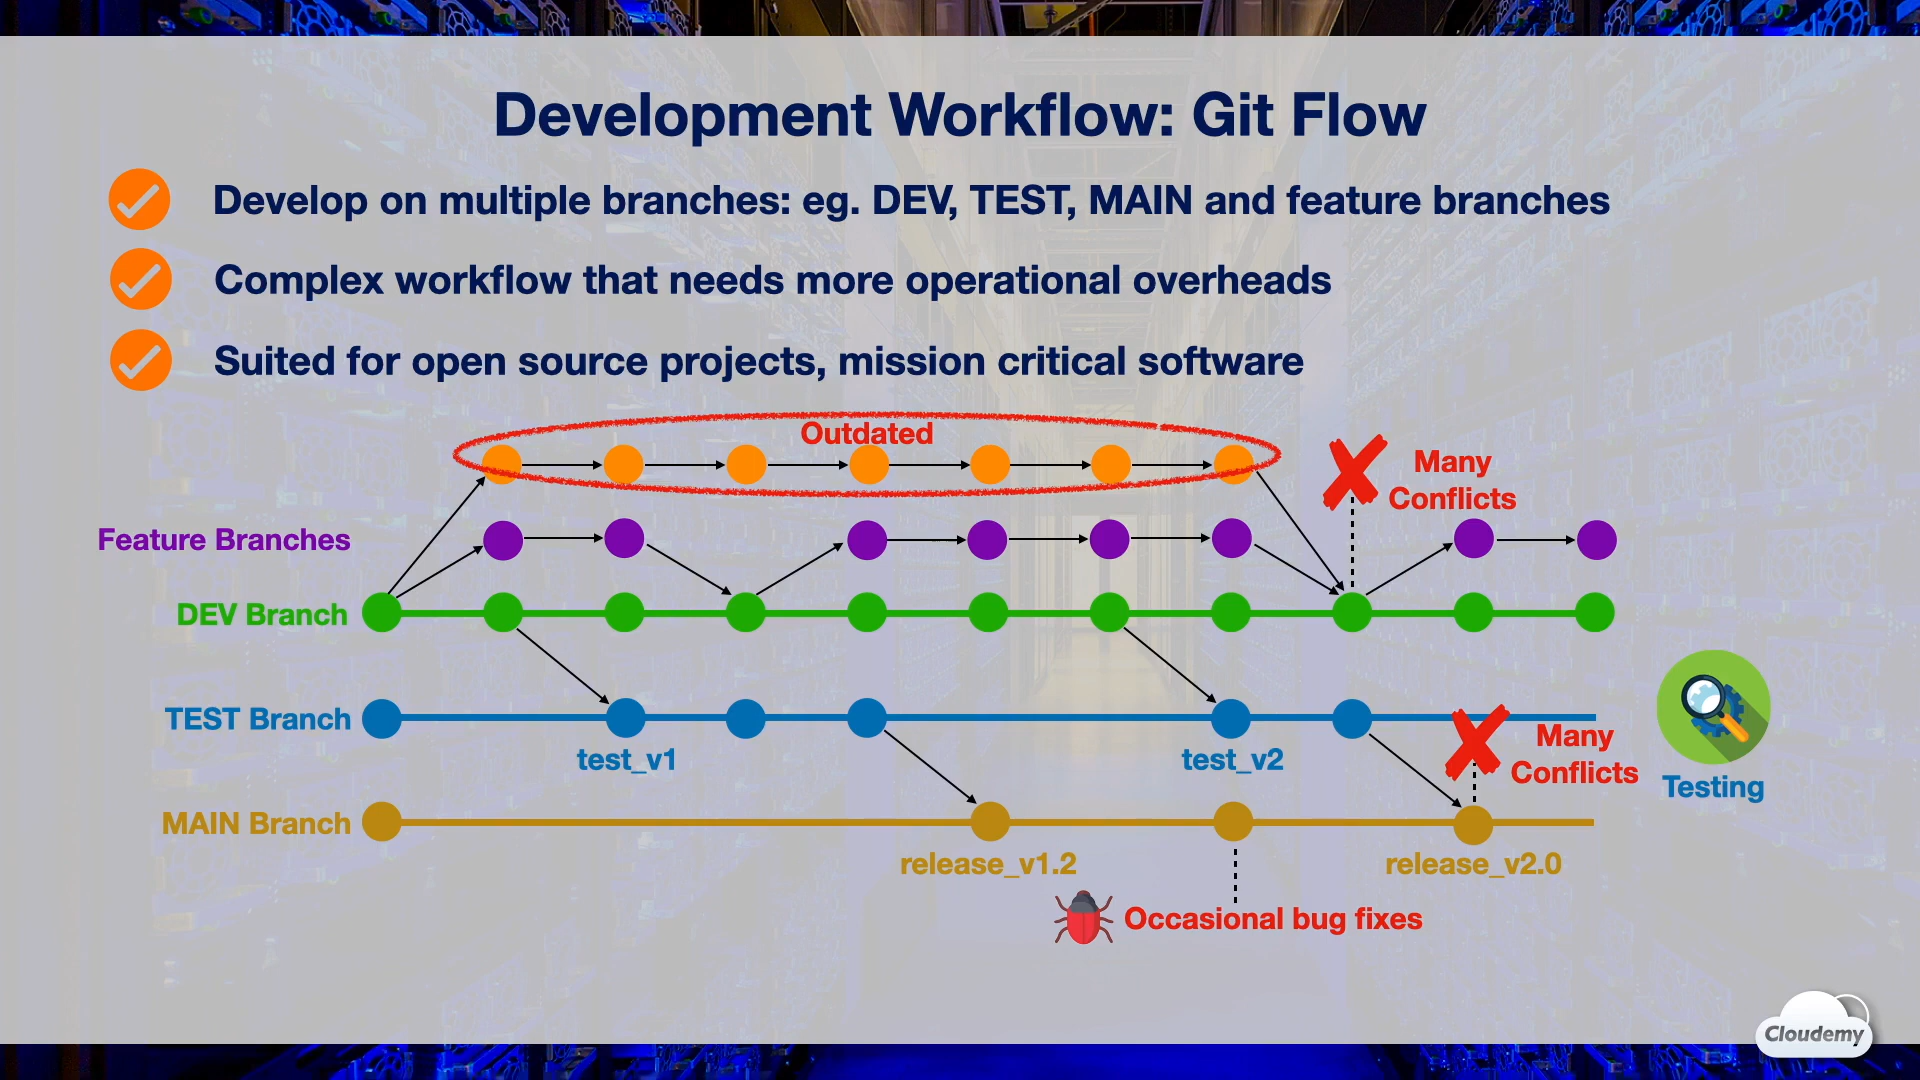 Development Workflow: Git Flow
Develop on multiple branches: eg. DEV, TEST, MAIN and feature branches
Complex workflow that needs more operational overheads
Suited for open source projects, mission critical software
Outdated
Many
Conflicts
Feature Branches
DEV Branch
TEST Branch
test_v1
test_v2
Many
Conflicts
Testing
MAIN Branch
release_v1.2
release_v2.0
Occasional bug fixes
Cloudemy